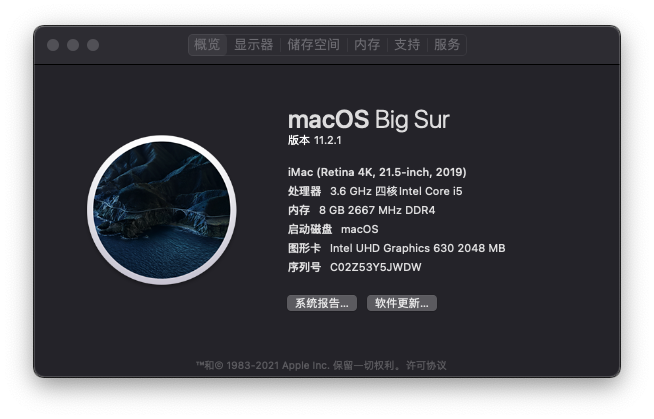 概览 显示器 储存空间 内存 支持 服务
macOS Big Sur
版本 11.2.1
iMac (Retina 4K, 21.5-inch, 2019)
处理器 3.6 GHz 四核Intel Core i5
内存 8 GB 2667 MHz DDR4
启动磁盘 macOS
图形卡 Intel UHD Graphics 630 2048 MB
序列号 C02Z53Y5JWDW
系统报告... 软件更新...
™和© 1983-2021 Apple Inc. 保留一切权利。许可协议